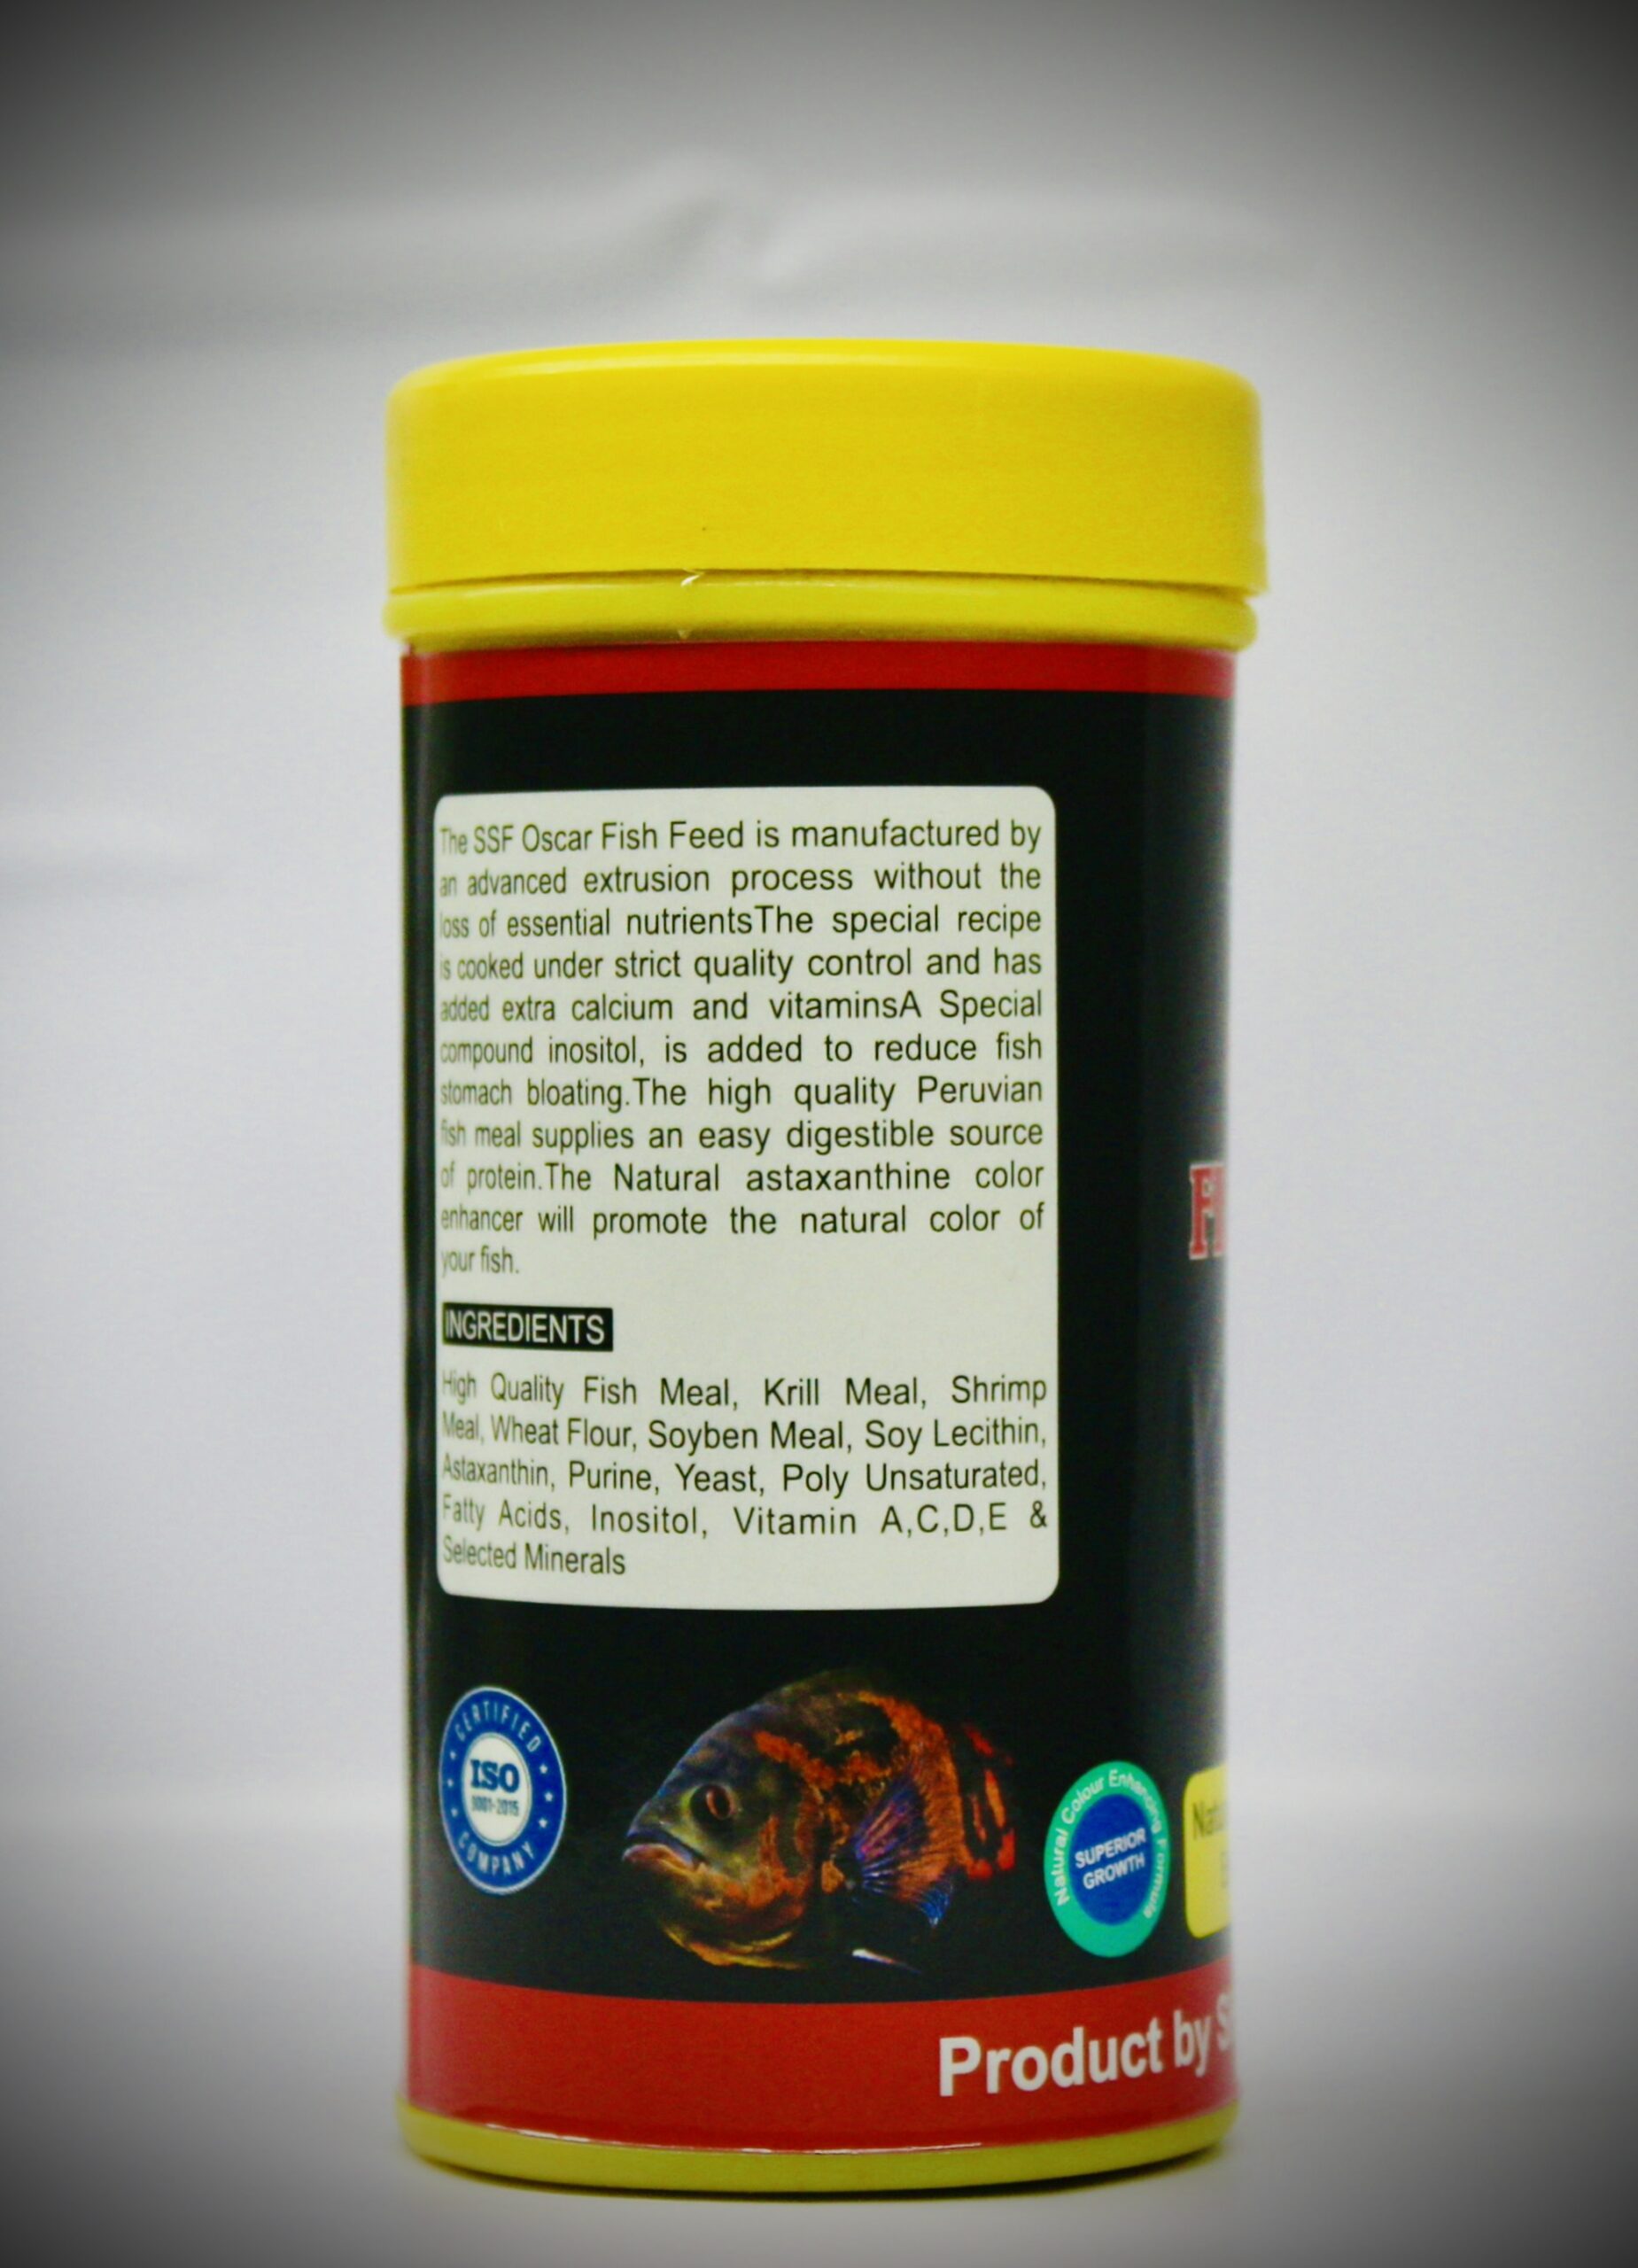 The SSF Oscar Fish Feed is manufactured by
an advanced extrusion process without the
loss of essential nutrientsThe special recipe
is cooked under strict quality control and has
added extra calcium and vitaminsA Special
compound inositol, is added to reduce fish
stomach bloating.The high quality Peruvian
fish meal supplies an easy digestible source
of protein.The Natural astaxanthine color
enhancer will promote the natural color of
your fish.
INGREDIENTS
High Quality Fish Meal, Krill Meal, Shrimp
Meal, Wheat Flour, Soyben Meal, Soy Lecithin,
Astaxanthin, Purine, Yeast, Poly Unsaturated,
Fatty Acids, Inositol, Vitamin A,C,D,E &
Selected Minerals
CERTIFIED
ISO
9001-2015
COMPANY
Natural Colour Enhancing Formula
SUPERIOR
GROWTH
Product by